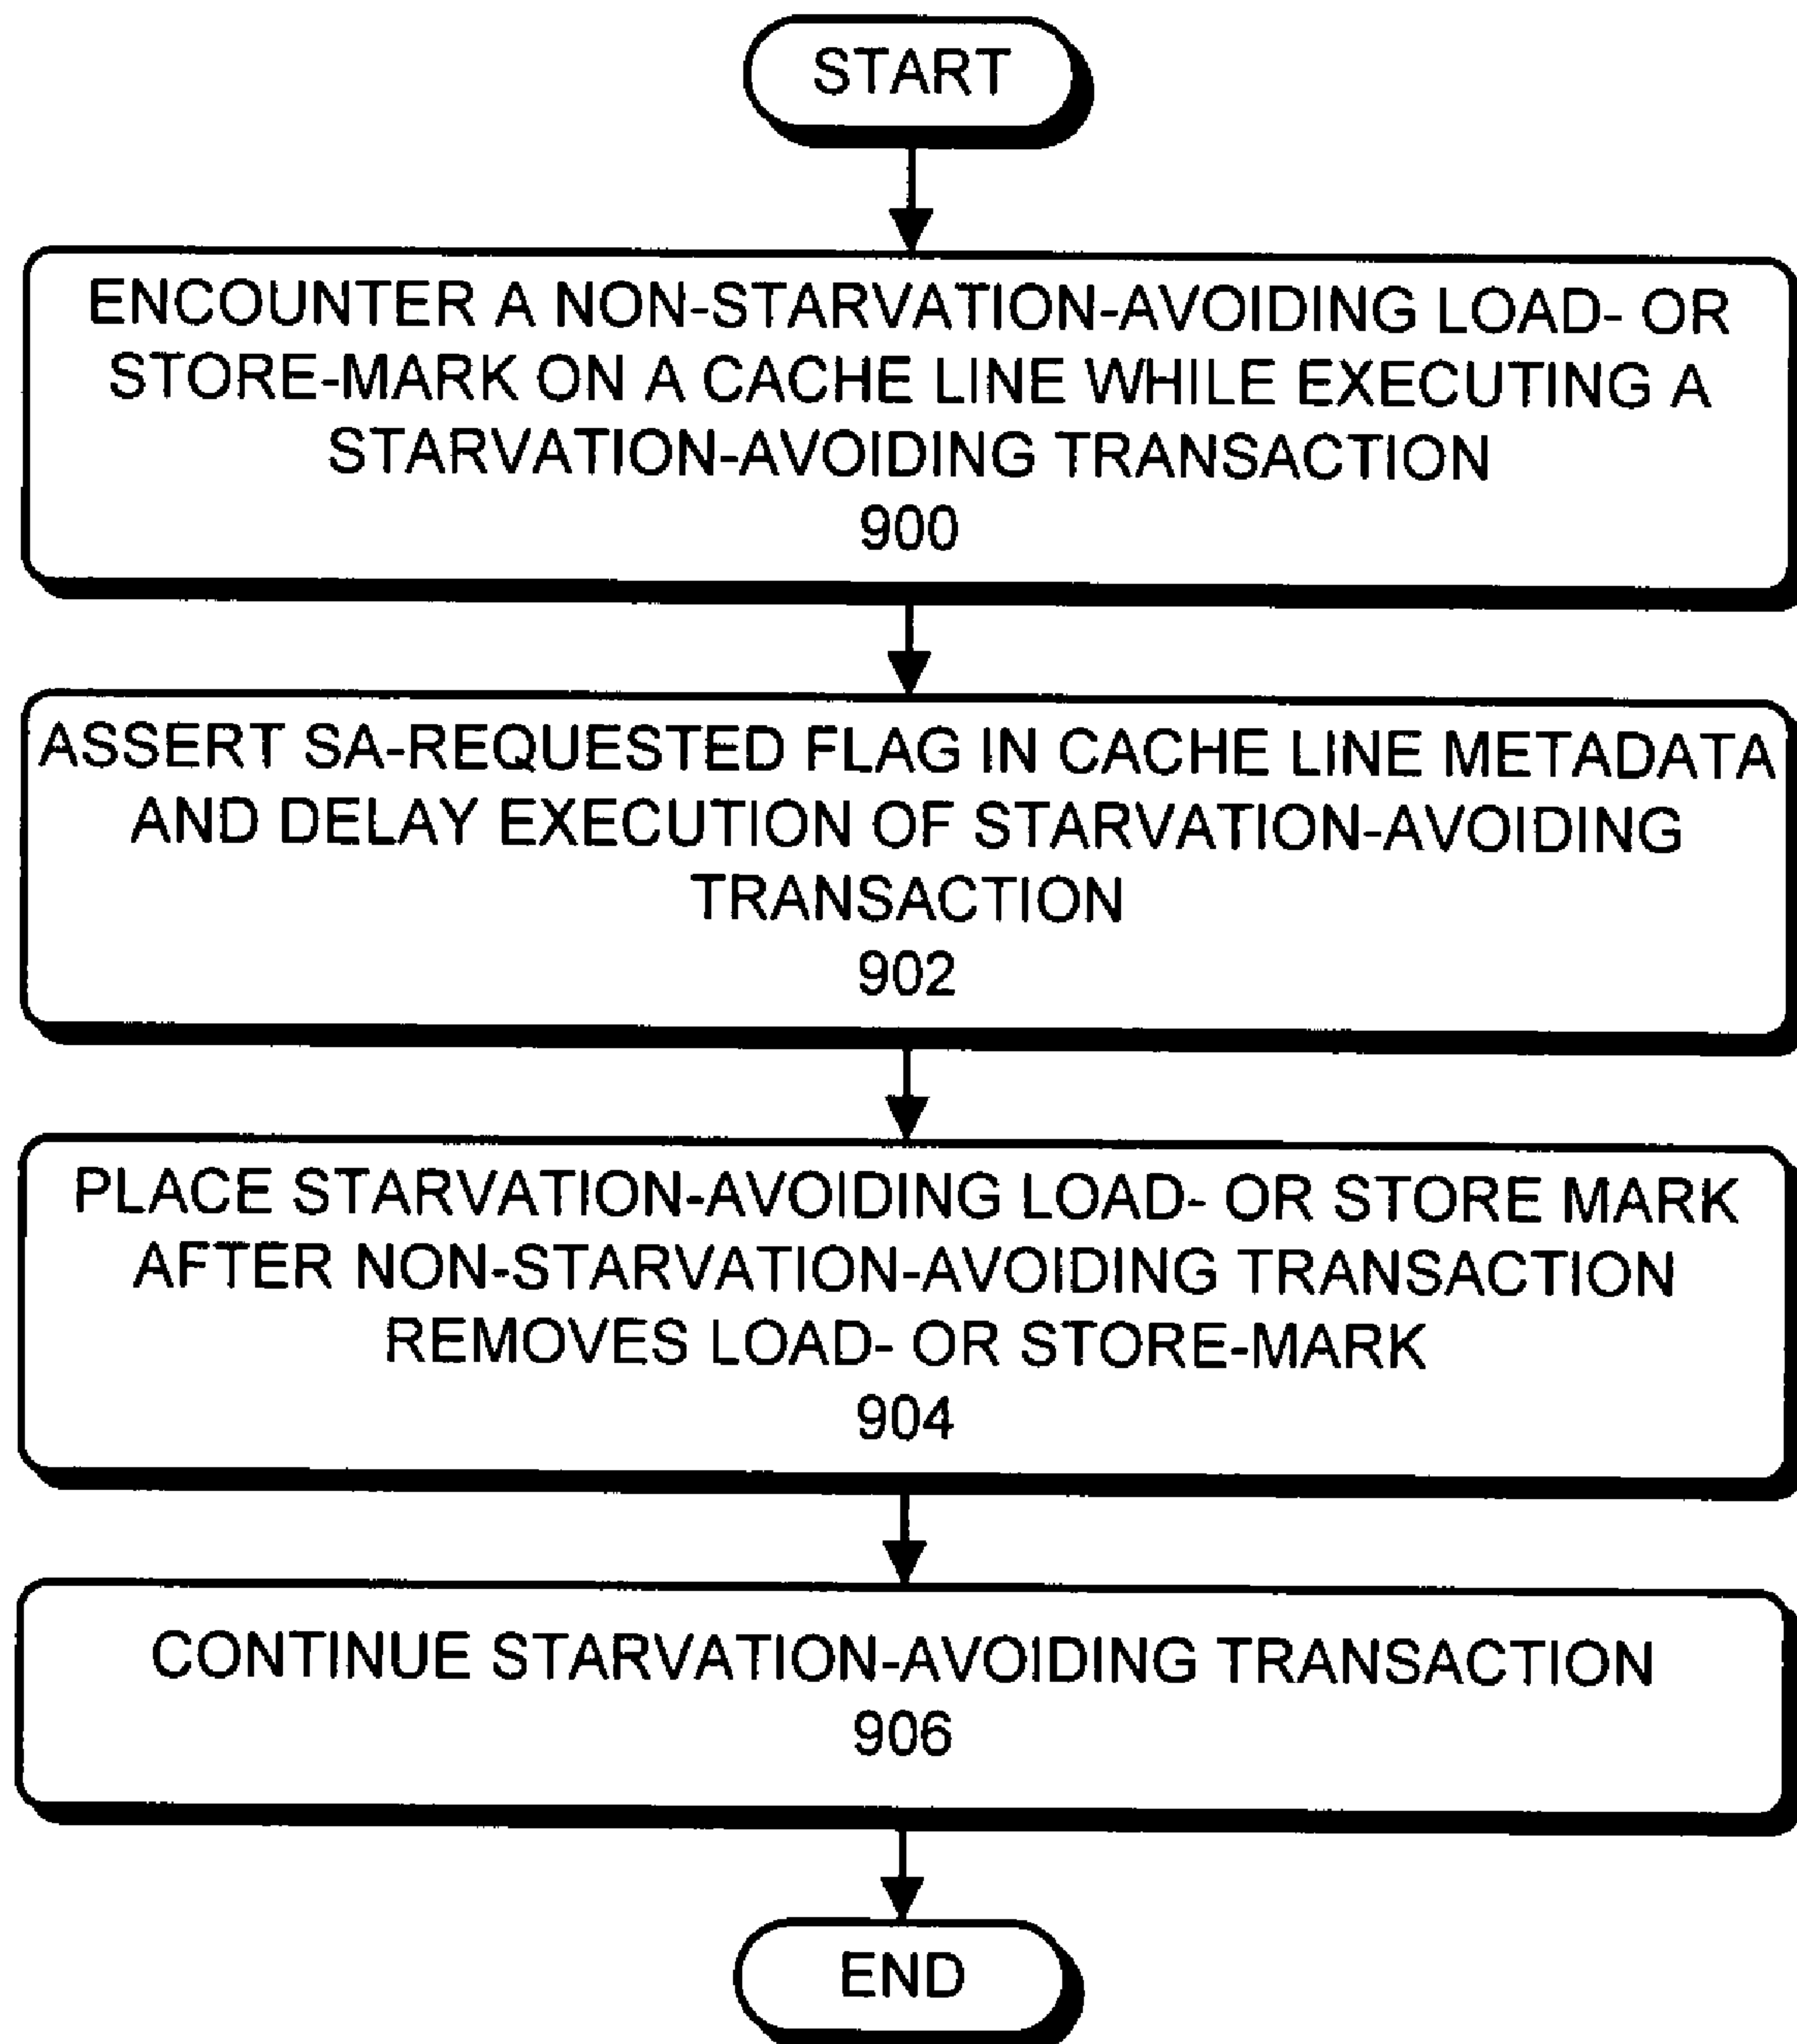 START
ENCOUNTER A NON-STARVATION-AVOIDING LOAD- OR
STORE-MARK ON A CACHE LINE WHILE EXECUTING A
STARVATION-AVOIDING TRANSACTION
900
ASSERT SA-REQUESTED FLAG IN CACHE LINE METADATA
AND DELAY EXECUTION OF STARVATION-AVOIDING
TRANSACTION
902
PLACE STARVATION-AVOIDING LOAD- OR STORE MARK
AFTER NON-STARVATION-AVOIDING TRANSACTION
REMOVES LOAD- OR STORE-MARK
904
CONTINUE STARVATION-AVOIDING TRANSACTION
906
END